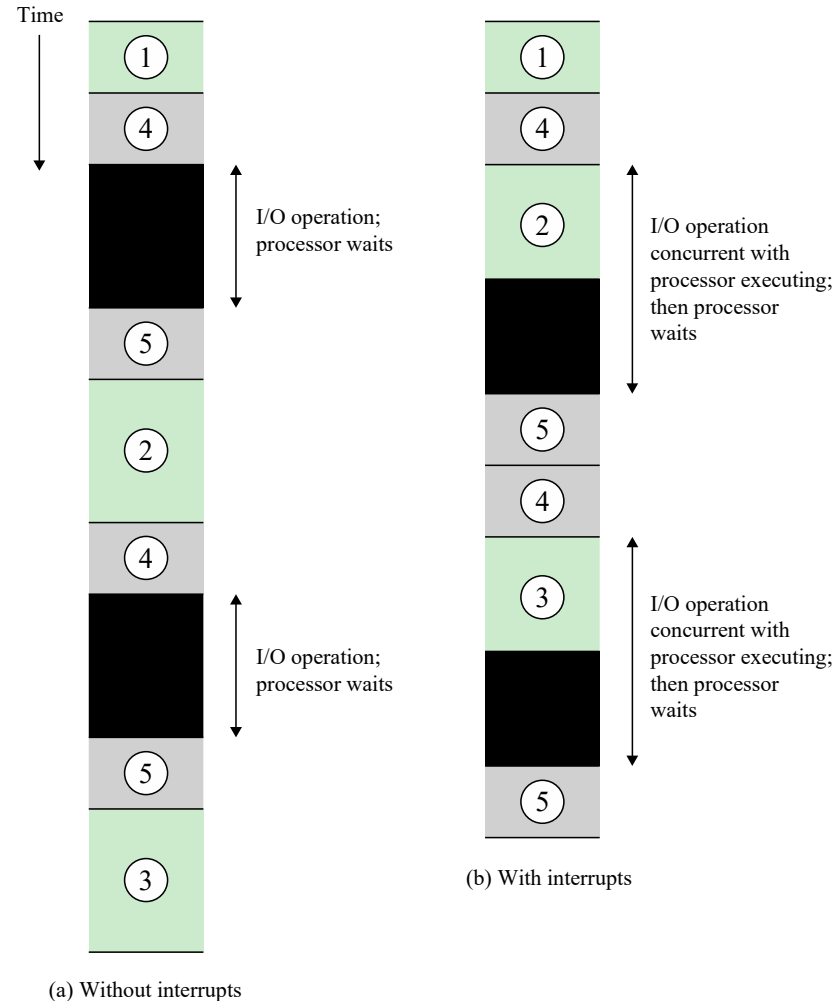 Time
1
4
I/O operation;
processor waits
5
2
4
I/O operation;
processor waits
5
3
(a) Without interrupts
1
4
2
I/O operation
concurrent with
processor executing;
then processor
waits
5
4
3
I/O operation
concurrent with
processor executing;
then processor
waits
5
(b) With interrupts